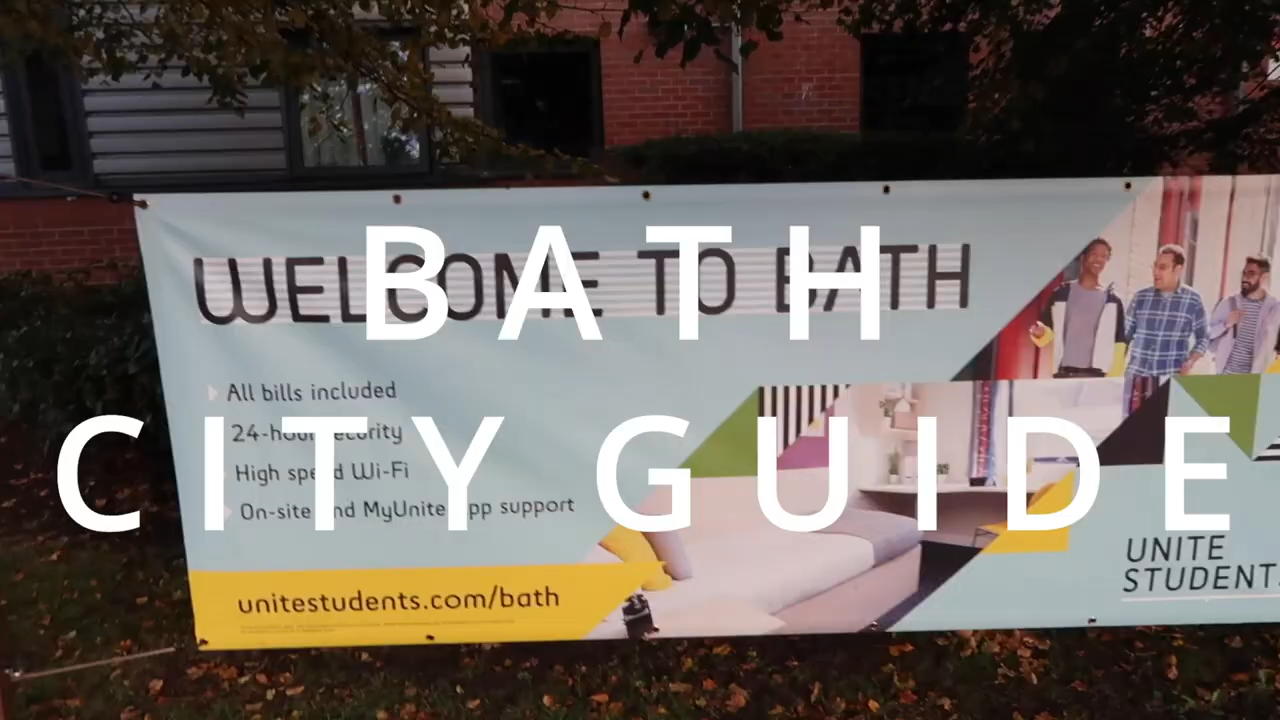 BATH
CITY GUIDE
WELCOME TO BATH
All bills included
24-hour security
High speed Wi-Fi
On-site and MyUnite app support
unitestudents.com/bath
UNITE
STUDENTS